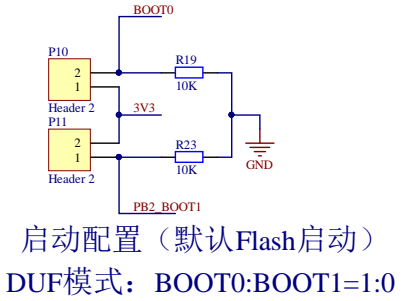 BOOT0
P10
R19
2
1
10K
Header 2
3V3
P11
R23
2
1
10K
Header 2
GND
PB2_BOOT1
启动配置（默认Flash启动）
DUF模式：BOOT0:BOOT1=1:0